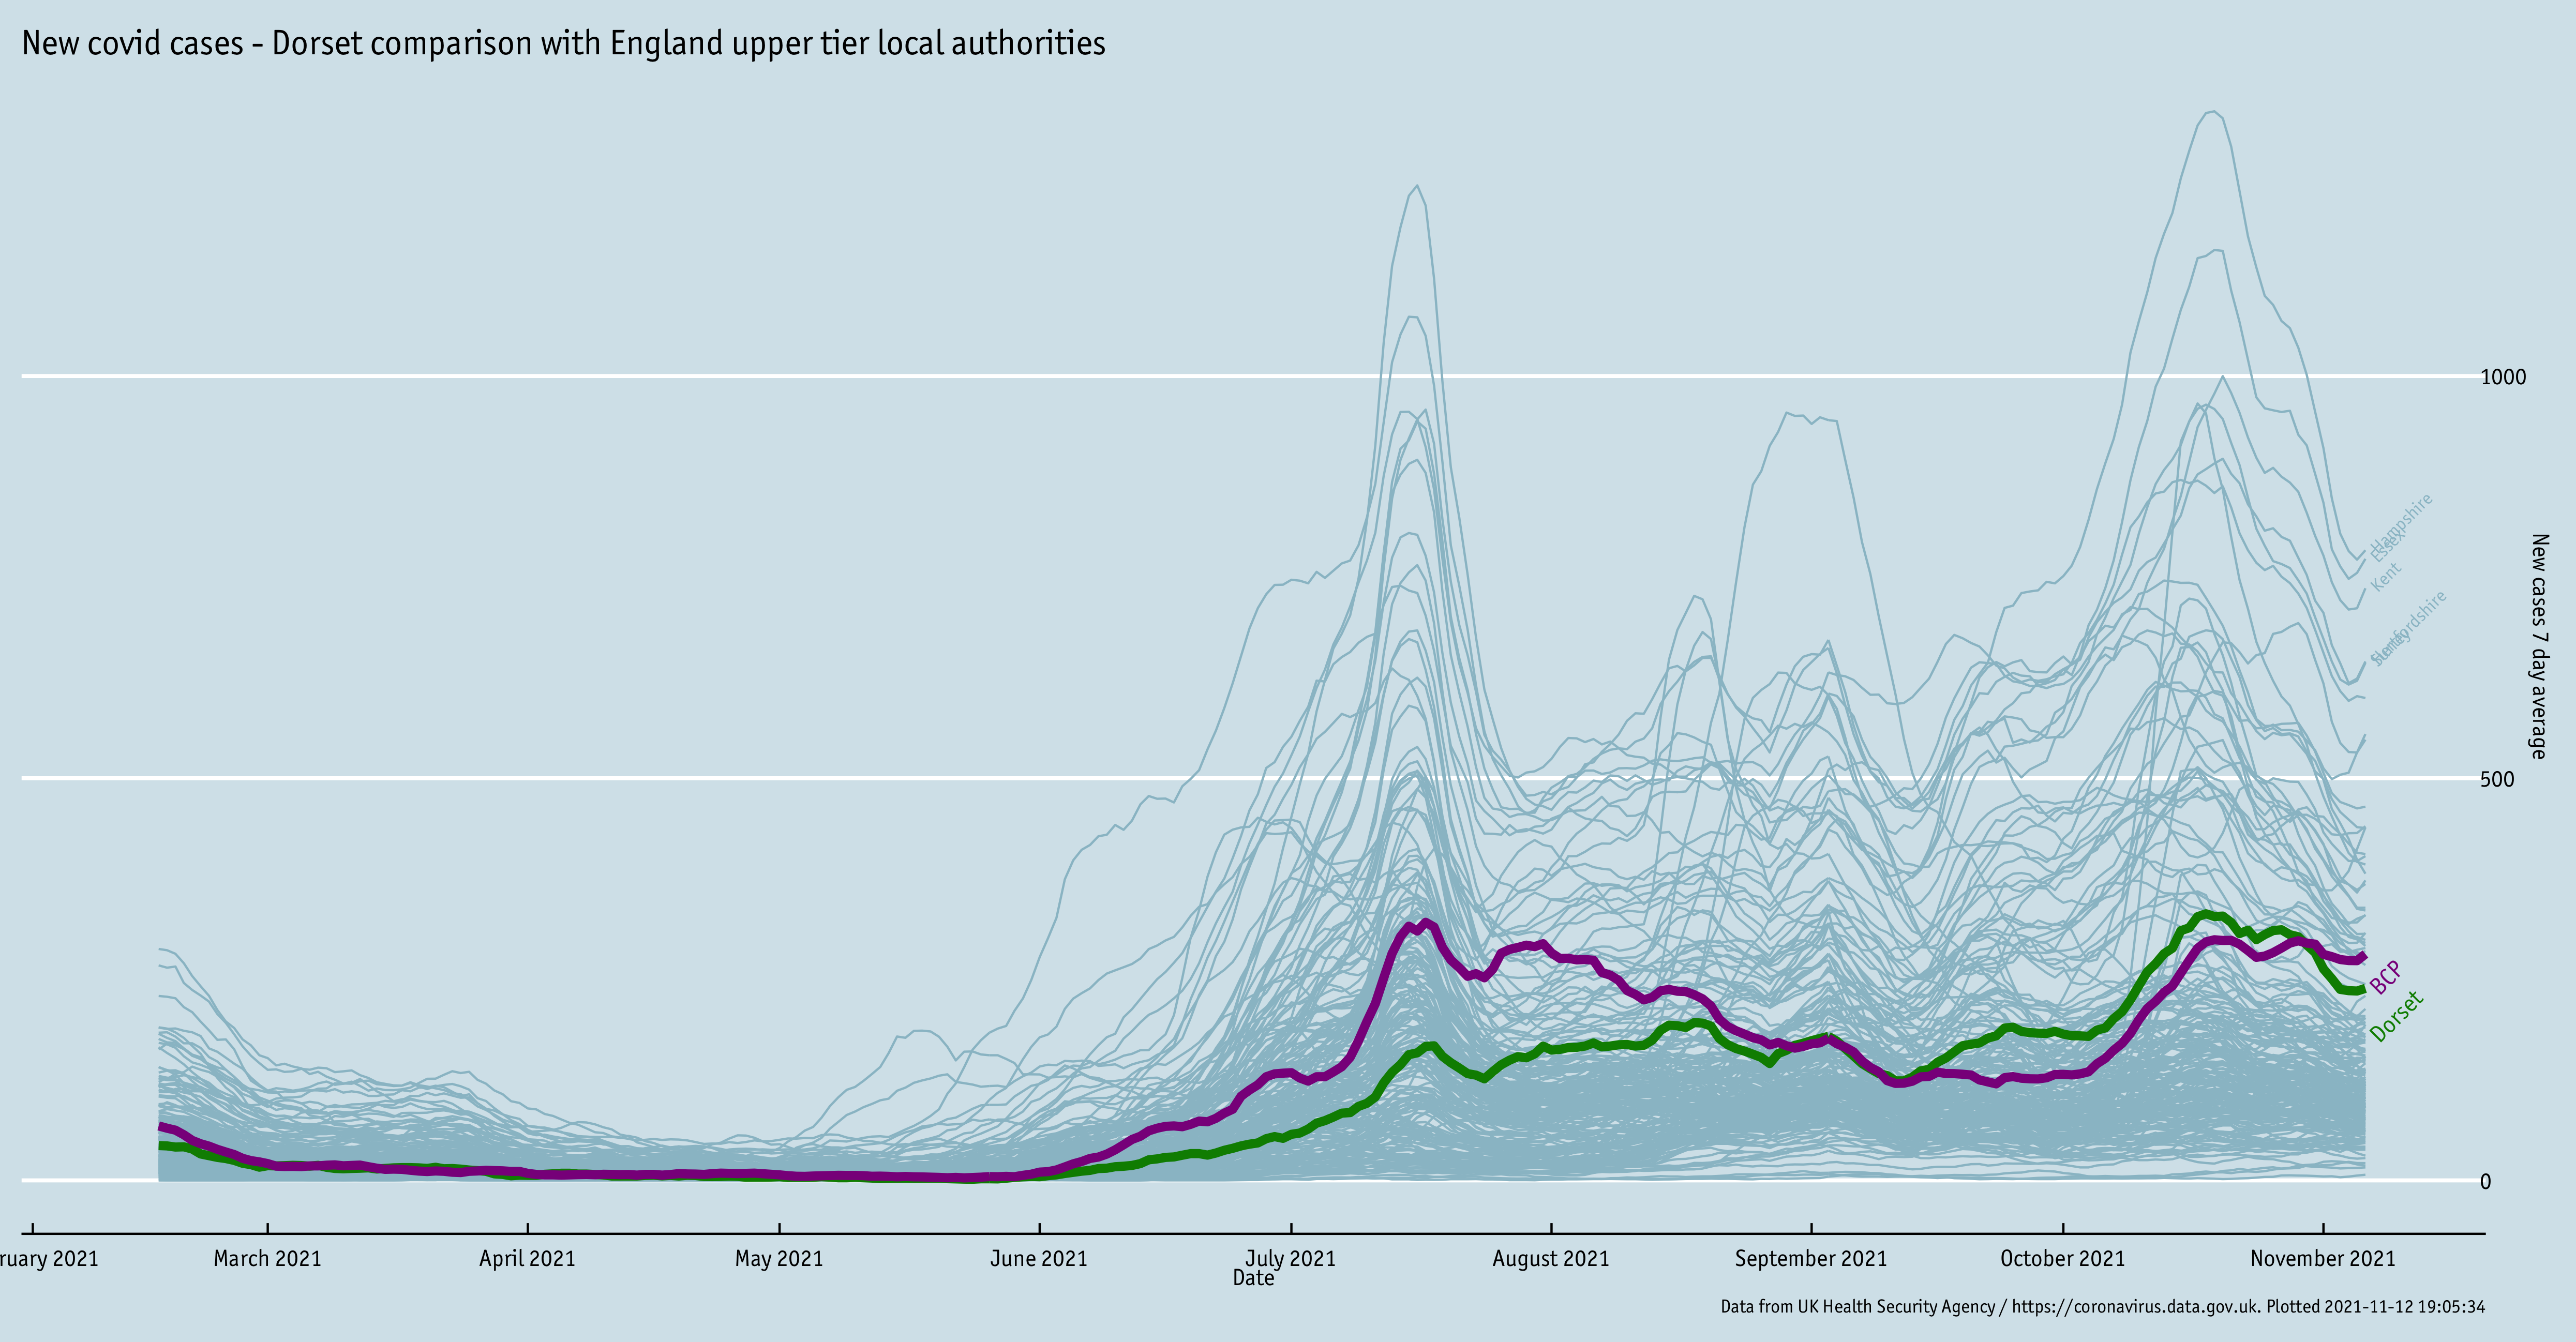 New covid cases - Dorset comparison with England upper tier local authorities
1000
Hampshire
Essex
Kent
500
New cases 7 day average
BCP
Dorset
0
ruary 2021
March 2021
April 2021
May 2021
June 2021
July 2021
August 2021
September 2021
October 2021
November 2021
Date
Data from UK Health Security Agency / https://coronavirus.data.gov.uk. Plotted 2021-11-12 19:05:34